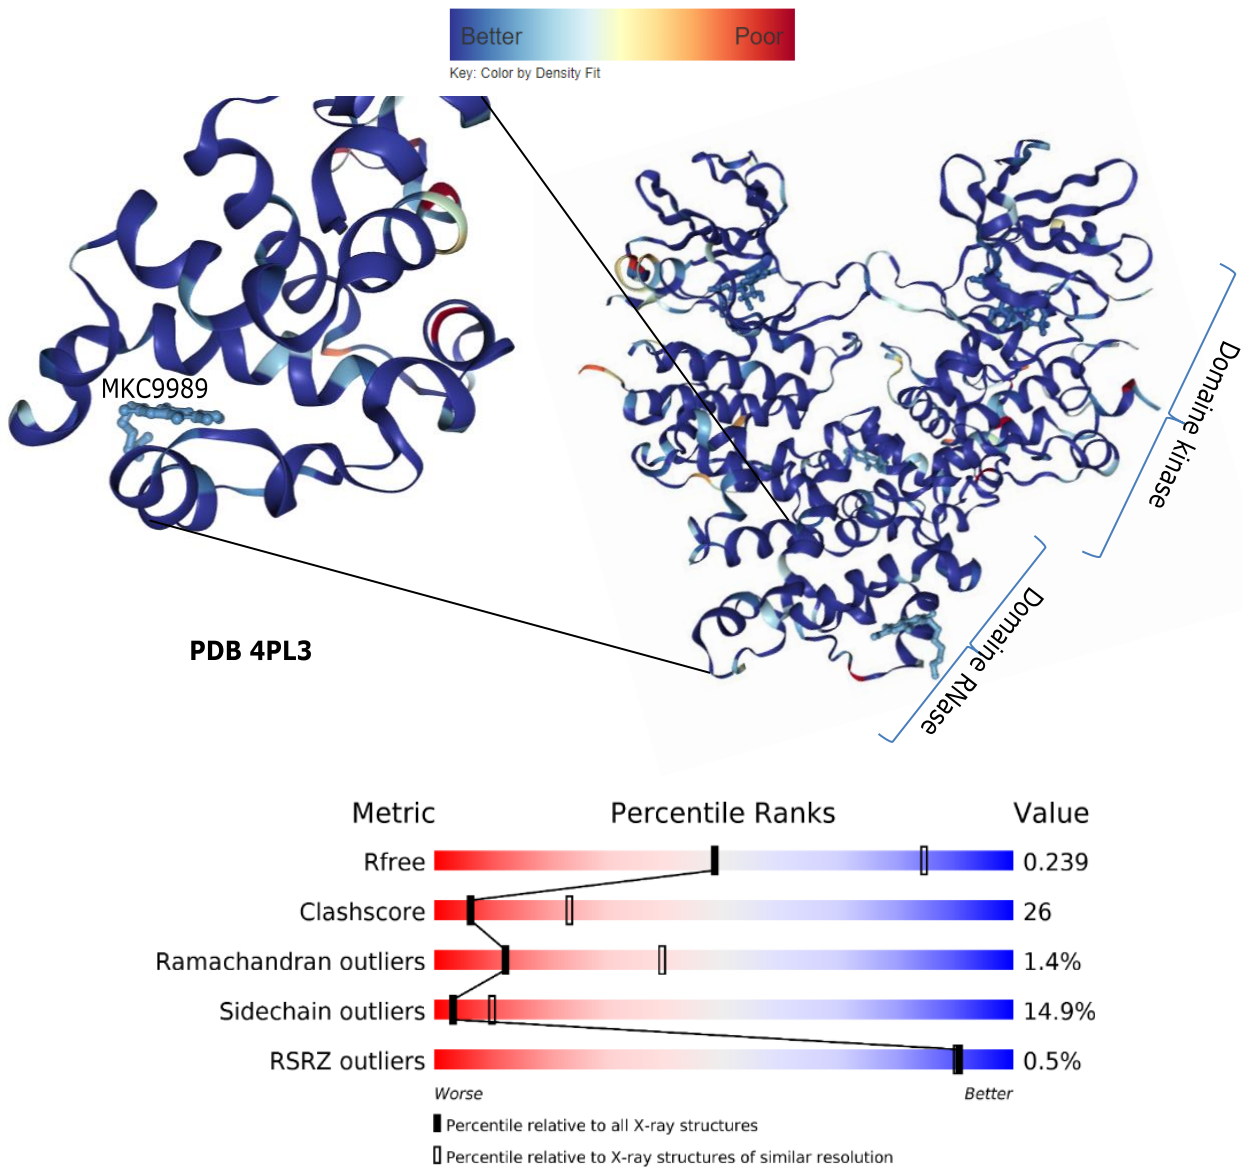 Better Poor
Key: Color by Density Fit
MKC9989
Domaine kinase
Domaine RNase
PDB 4PL3
Metric Percentile Ranks Value
Rfree 0.239
Clashscore 26
Ramachandran outliers 1.4%
Sidechain outliers 14.9%
RSRZ outliers 0.5%
Worse Better
Percentile relative to all X-ray structures
Percentile relative to X-ray structures of similar resolution